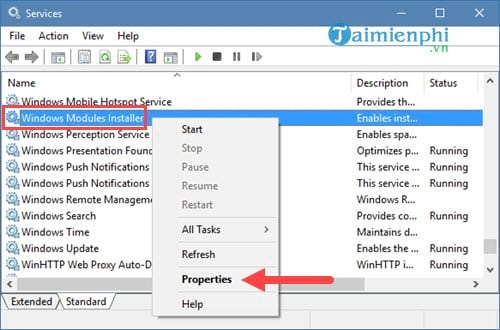 Services
File Action View Help
Taimienphi
.vn
Name Description Status
Windows Mobile Hotspot Service Provides th...
Windows Modules Installer Enables inst...
Windows Perception Service Enables spa...
Windows Presentation Found Optimizes p... Running
Windows Push Notifications This service ... Running
Windows Push Notifications This service ... Running
Windows Remote Managem Windows R...
Windows Search Provides co... Running
Windows Time Maintains d...
Windows Update Enables the ... Running
WinHTTP Web Proxy Auto-D WinHTTP i... Running
Start
Stop
Pause
Resume
Restart
All Tasks >
Refresh
Properties
Help
Extended Standard